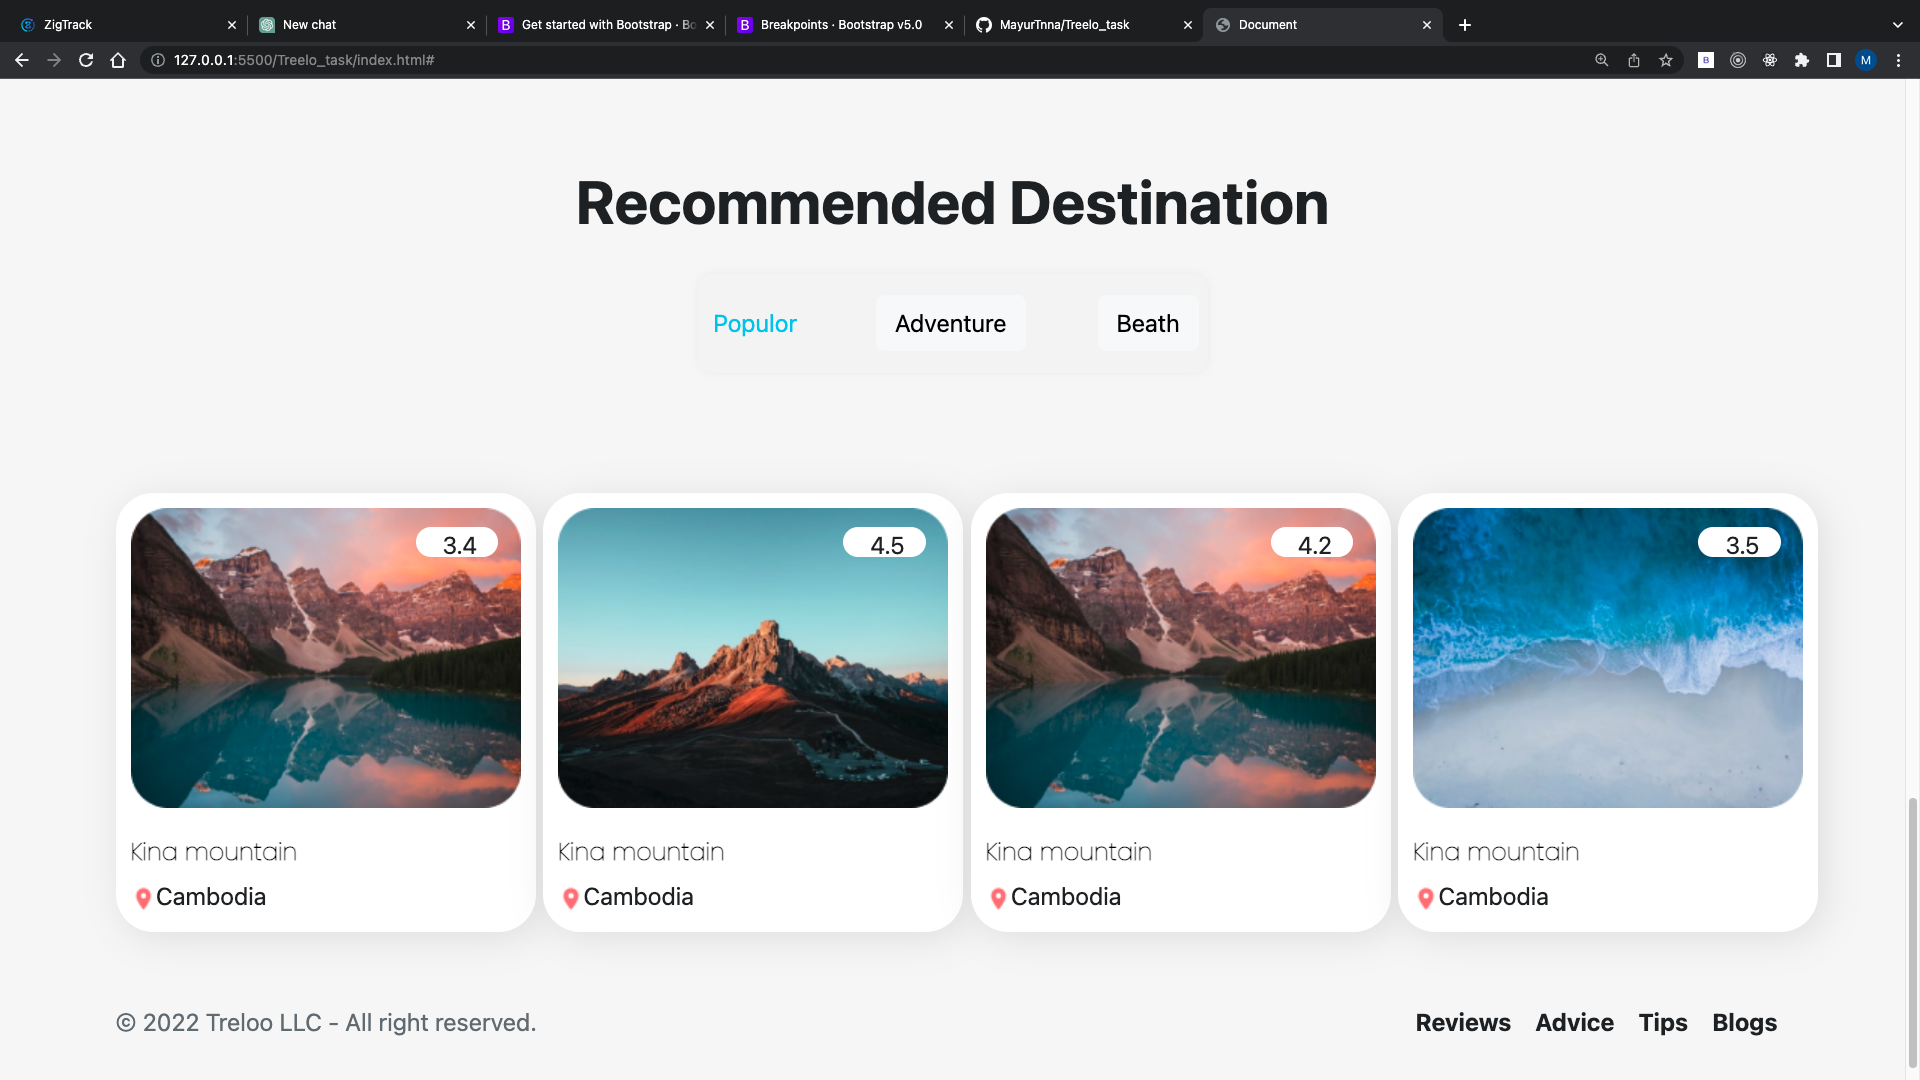 ZigTrack
New chat
B Get started with Bootstrap · Bo
B Breakpoints · Bootstrap v5.0
MayurTnna/Treelo_task
Document
127.0.0.1:5500/Treelo_task/index.html#
B
M
Recommended Destination
Populor Adventure Beath
3.4 4.5 4.2 3.5
Kina mountain Kina mountain Kina mountain Kina mountain
Cambodia Cambodia Cambodia Cambodia
© 2022 Treloo LLC - All right reserved.
Reviews Advice Tips Blogs